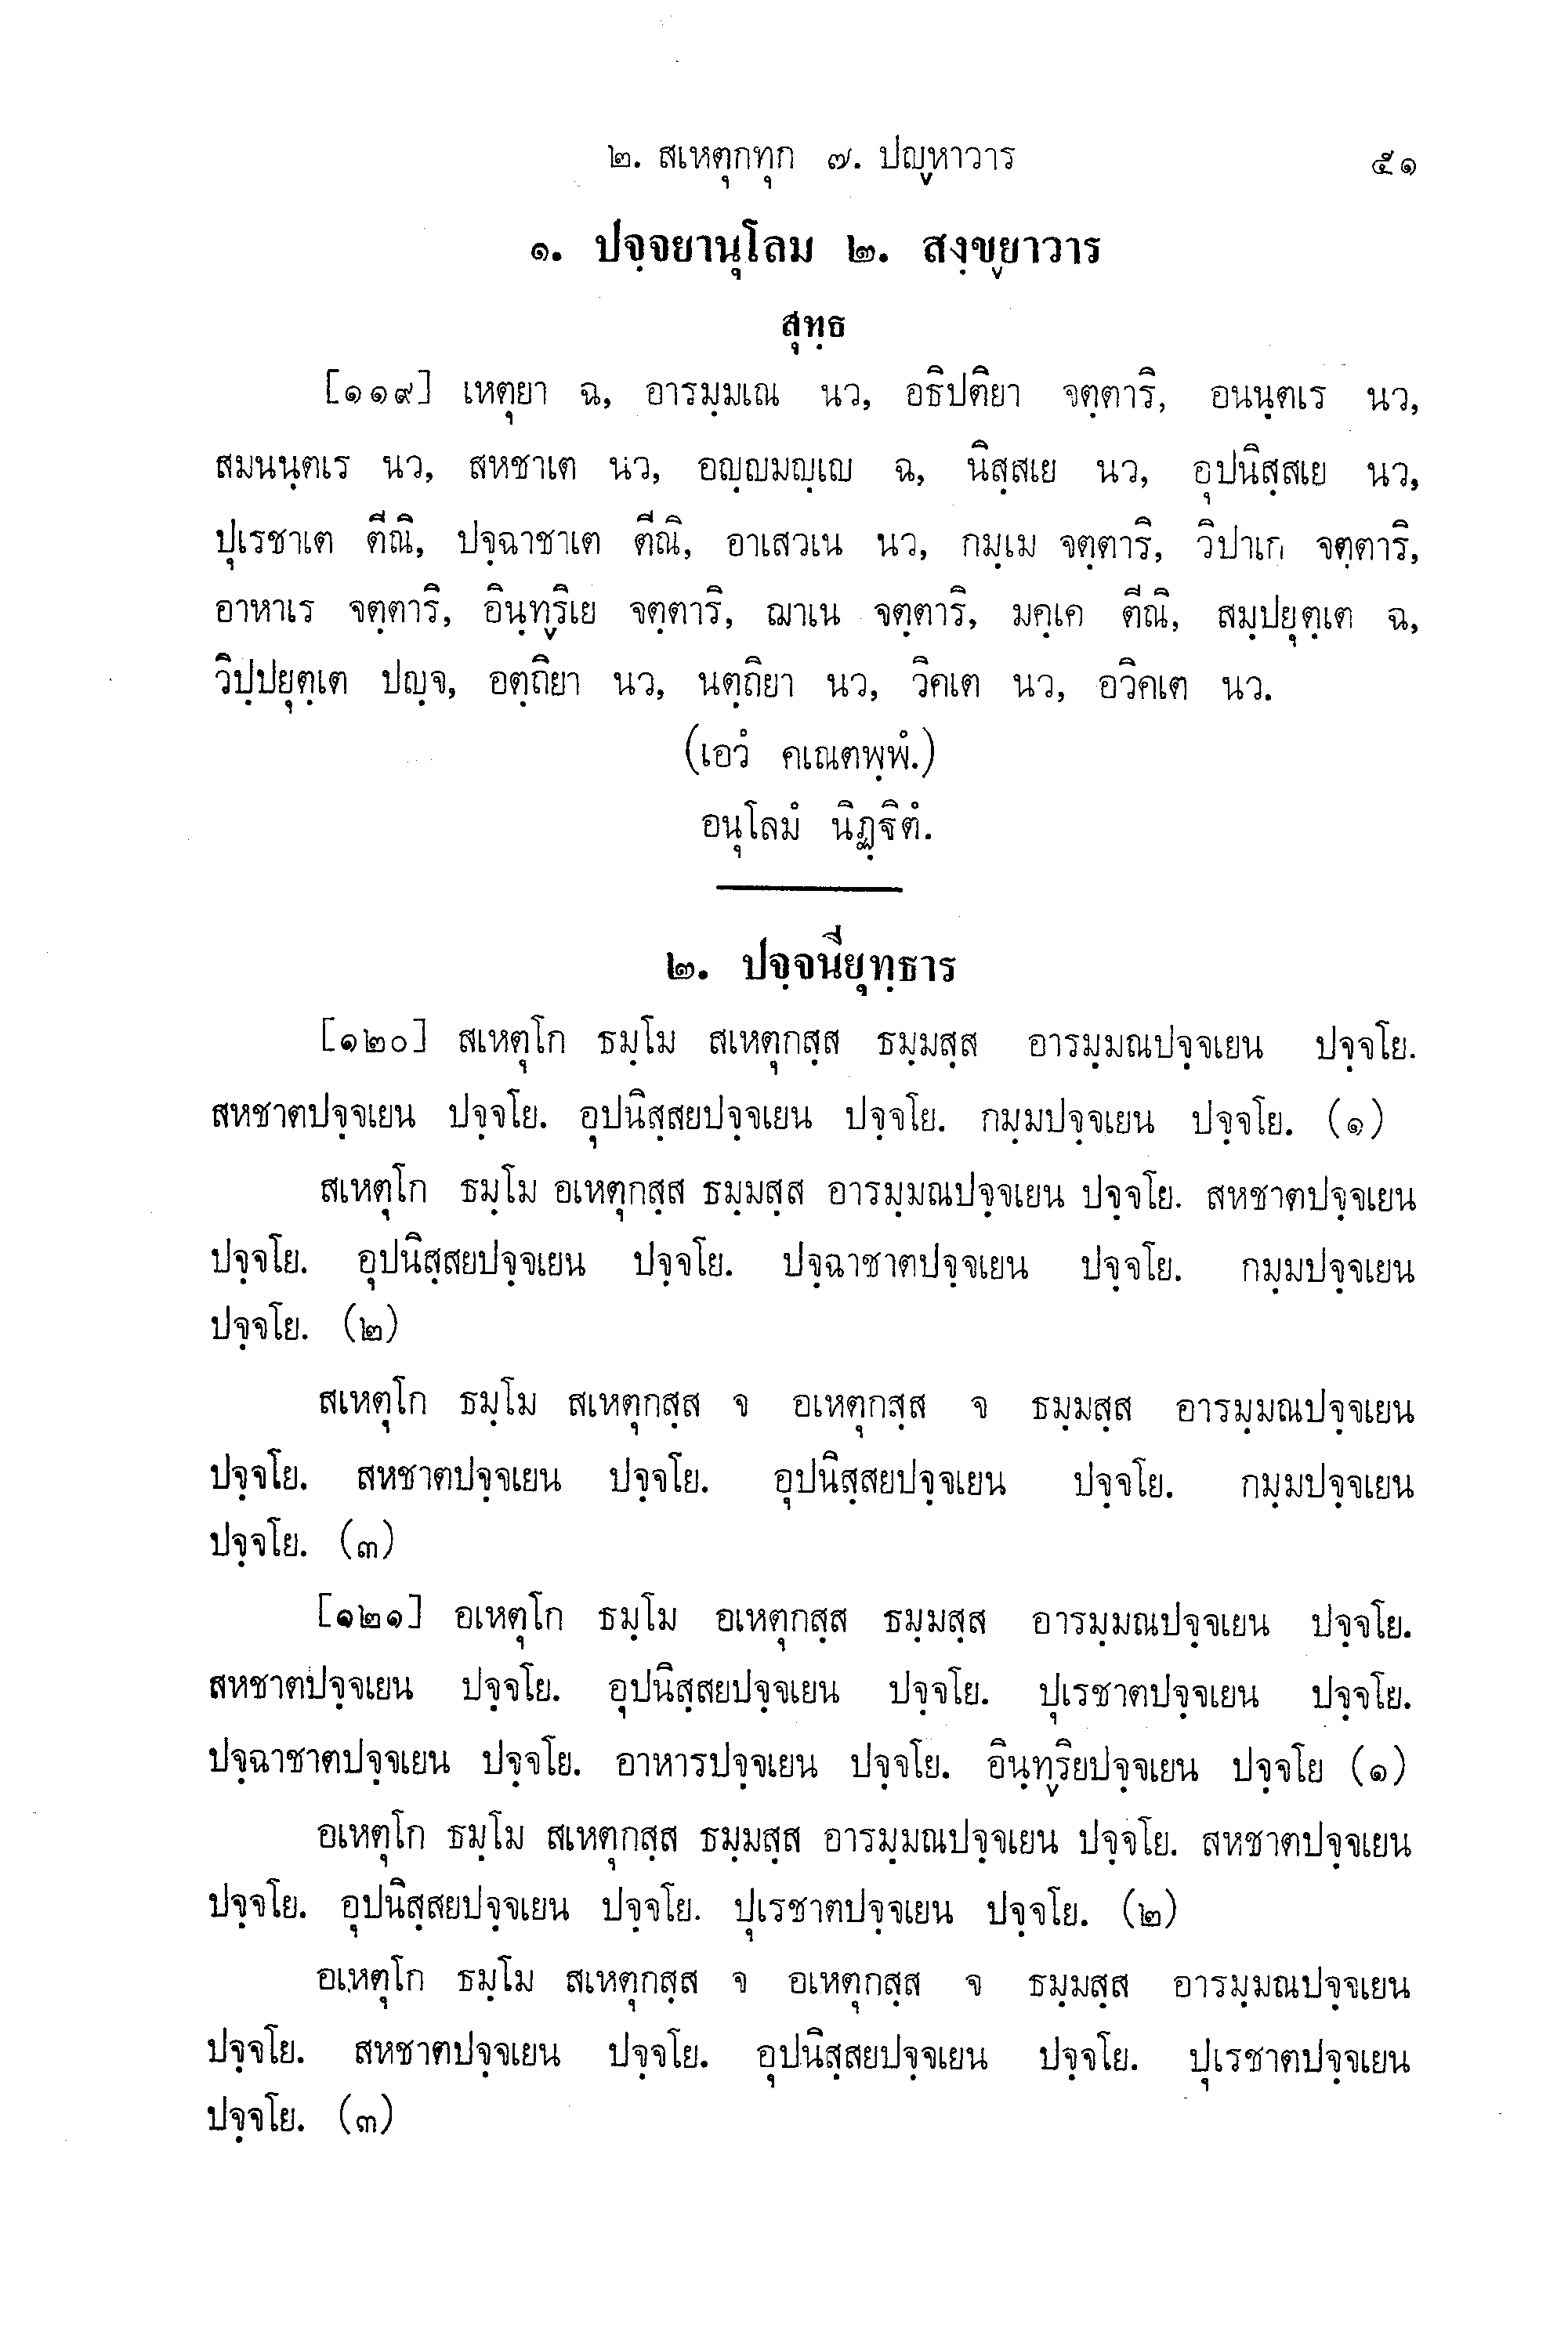 ๒. สเหตุกทุก ๗. ปญฺหาวาร ๕๑
๑. ปจฺจยานุโลม ๒. สงฺขฺยาวาร
สุทฺธ
[๑๑๙] เหตุยา ฉ, อารมฺมเณ นว, อธิปติยา จตฺตาริ, อนนฺตเร นว,
สมนนฺตเร นว, สหชาเต นว, อญฺญมญฺเญ ฉ, นิสฺสเย นว, อุปนิสฺสเย นว,
ปุเรชาเต ตีณิ, ปจฺฉาชาเต ตีณิ, อาเสวเน นว, กมฺเม จตฺตาริ, วิปาเก จตฺตาริ,
อาหาเร จตฺตาริ, อินฺทฺริเย จตฺตาริ, ฌาเน จตฺตาริ, มคฺเค ตีณิ, สมฺปยุตฺเต ฉ,
วิปฺปยุตฺเต ปญฺจ, อตฺถิยา นว, นตฺถิยา นว, วิคเต นว, อวิคเต นว.
(เอวํ คเณตพฺพํ.)
อนุโลมํ นิฏฺฐิตํ.
๒. ปจฺจนียุทฺธาร
[๑๒๐] สเหตุโก ธมฺโม สเหตุกสฺส ธมฺมสฺส อารมฺมณปจฺจเยน ปจฺจโย.
สหชาตปจฺจเยน ปจฺจโย. อุปนิสฺสยปจฺจเยน ปจฺจโย. กมฺมปจฺจเยน ปจฺจโย. (๑)
สเหตุโก ธมฺโม อเหตุกสฺส ธมฺมสฺส อารมฺมณปจฺจเยน ปจฺจโย. สหชาตปจฺจเยน
ปจฺจโย. อุปนิสฺสยปจฺจเยน ปจฺจโย. ปจฺฉาชาตปจฺจเยน ปจฺจโย. กมฺมปจฺจเยน
ปจฺจโย. (๒)
สเหตุโก ธมฺโม สเหตุกสฺส จ อเหตุกสฺส จ ธมฺมสฺส อารมฺมณปจฺจเยน
ปจฺจโย. สหชาตปจฺจเยน ปจฺจโย. อุปนิสฺสยปจฺจเยน ปจฺจโย. กมฺมปจฺจเยน
ปจฺจโย. (๓)
[๑๒๑] อเหตุโก ธมฺโม อเหตุกสฺส ธมฺมสฺส อารมฺมณปจฺจเยน ปจฺจโย.
สหชาตปจฺจเยน ปจฺจโย. อุปนิสฺสยปจฺจเยน ปจฺจโย. ปุเรชาตปจฺจเยน ปจฺจโย.
ปจฺฉาชาตปจฺจเยน ปจฺจโย. อาหารปจฺจเยน ปจฺจโย. อินฺทฺริยปจฺจเยน ปจฺจโย (๑)
อเหตุโก ธมฺโม สเหตุกสฺส ธมฺมสฺส อารมฺมณปจฺจเยน ปจฺจโย. สหชาตปจฺจเยน
ปจฺจโย. อุปนิสฺสยปจฺจเยน ปจฺจโย. ปุเรชาตปจฺจเยน ปจฺจโย. (๒)
อเหตุโก ธมฺโม สเหตุกสฺส จ อเหตุกสฺส จ ธมฺมสฺส อารมฺมณปจฺจเยน
ปจฺจโย. สหชาตปจฺจเยน ปจฺจโย. อุปนิสฺสยปจฺจเยน ปจฺจโย. ปุเรชาตปจฺจเยน
ปจฺจโย. (๓)